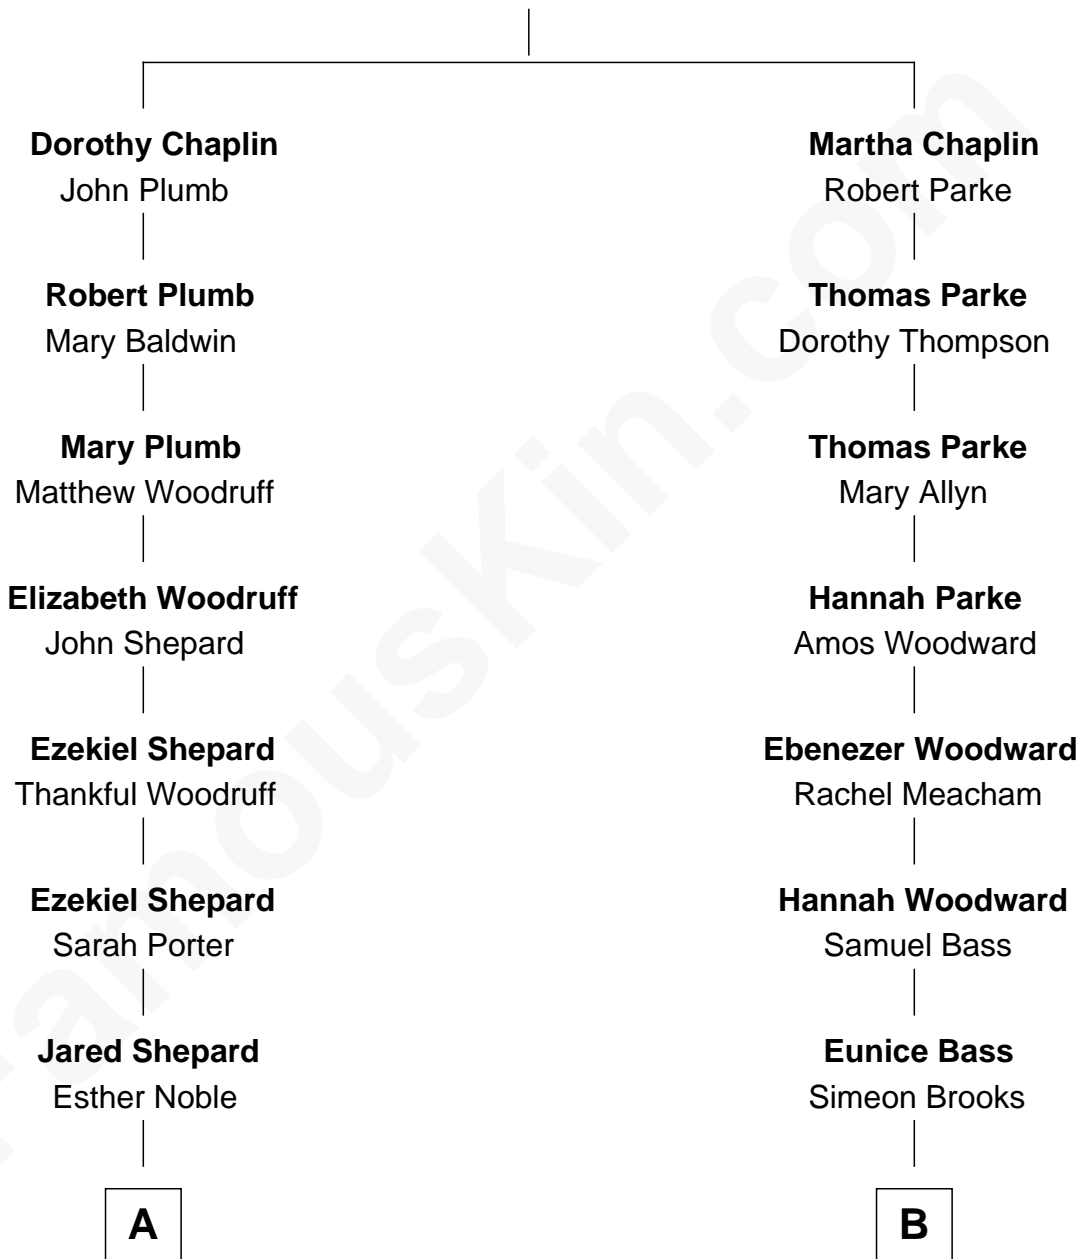 Dorothy Chaplin
John Plumb
Robert Plumb
Mary Baldwin
Mary Plumb
Matthew Woodruff
Elizabeth Woodruff
John Shepard
Ezekiel Shepard
Thankful Woodruff
Ezekiel Shepard
Sarah Porter
Jared Shepard
Esther Noble
A
Martha Chaplin
Robert Parke
Thomas Parke
Dorothy Thompson
Thomas Parke
Mary Allyn
Hannah Parke
Amos Woodward
Ebenezer Woodward
Rachel Meacham
Hannah Woodward
Samuel Bass
Eunice Bass
Simeon Brooks
B
FamousKin.com